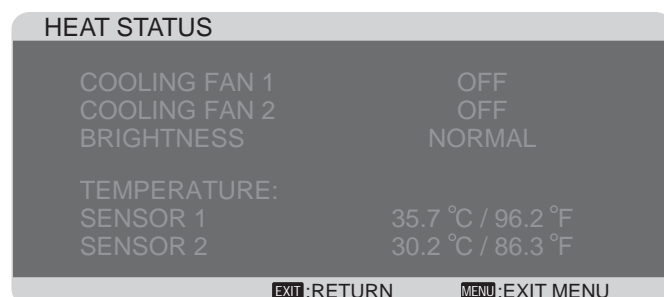 HEAT STATUS
COOLING FAN 1 OFF
COOLING FAN 2 OFF
BRIGHTNESS NORMAL
TEMPERATURE:
SENSOR 1 35.7 °C / 96.2 °F
SENSOR 2 30.2 °C / 86.3 °F
EXIT:RETURN MENU:EXIT MENU